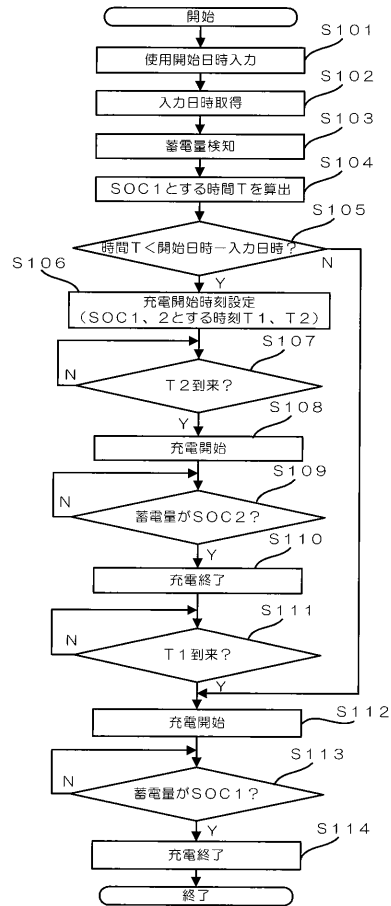 開始
S101
使用開始日時入力
S102
入力日時取得
S103
蓄電量検知
S104
SOC1とする時間Tを算出
S105
時間T<開始日時ー入力日時?
N
S106
Y
充電開始時刻設定
(SOC1、2とする時刻T1、T2)
S107
N
T2到来?
Y
S108
充電開始
S109
N
蓄電量がSOC2?
Y
S110
充電終了
S111
N
T1到来?
Y
S112
充電開始
S113
N
蓄電量がSOC1?
Y
S114
充電終了
終了